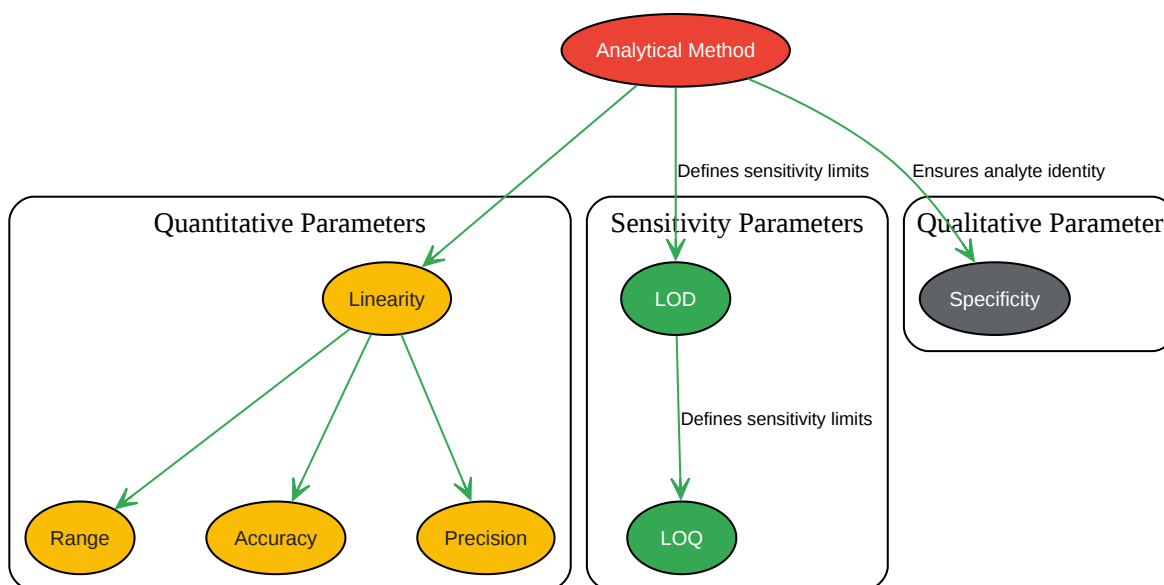 Analytical Method
Defines sensitivity limits
Ensures analyte identity
Quantitative Parameters
Sensitivity Parameters
Qualitative Parameter
Linearity
LOD
Specificity
Defines sensitivity limits
Range
Accuracy
Precision
LOQ